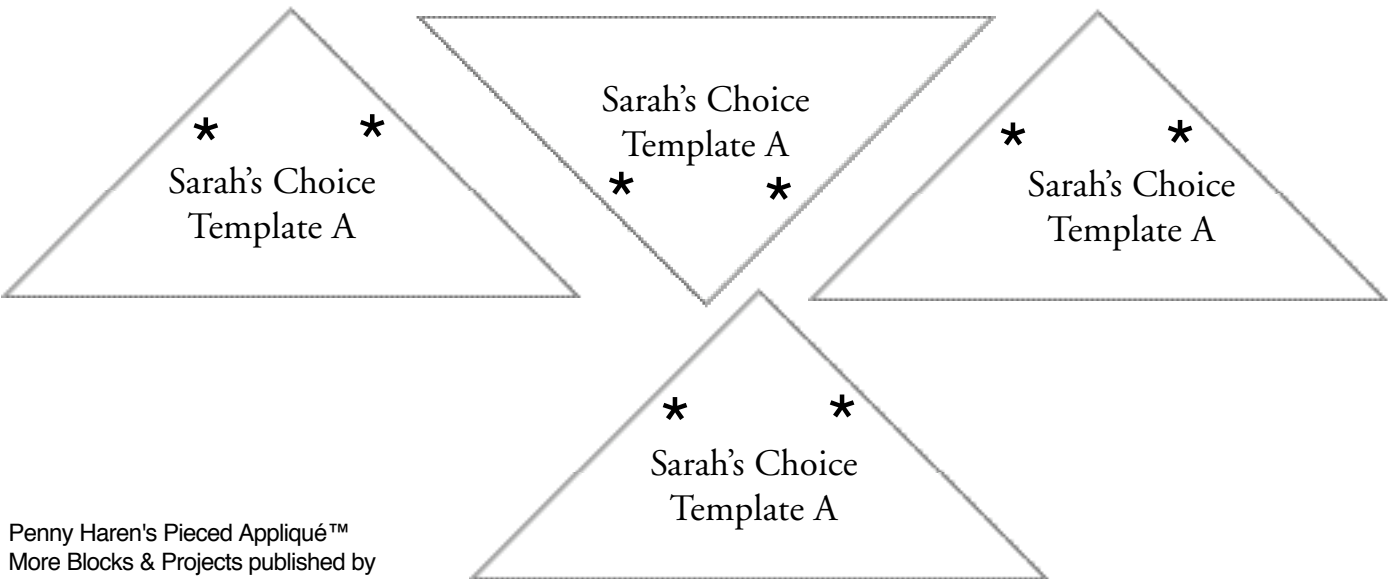 Sarah's Choice
Template A
* *
Sarah's Choice
Template A
* *
* *
Sarah's Choice
Template A
* *
Sarah's Choice
Template A
Penny Haren's Pieced Appliqué™
More Blocks & Projects published by